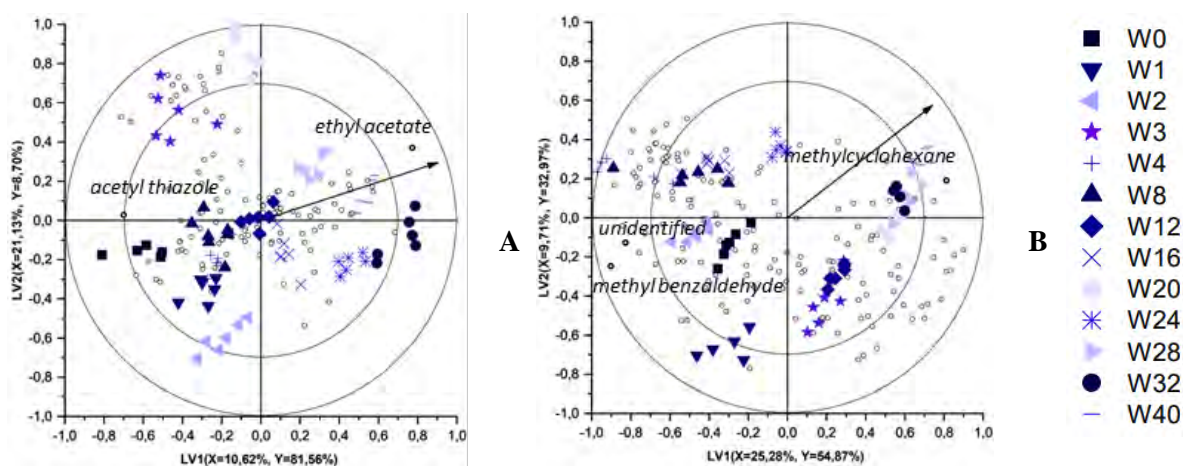 1,0
0,8
0,6
0,4
0,2
0,0
-0,2
-0,4
-0,6
-0,8
-1,0
LV2(X=21,13%, Y=8,70%)
ethyl acetate
acetyl thiazole
-1,0 -0,8 -0,6 -0,4 -0,2 0,0 0,2 0,4 0,6 0,8 1,0
LV1(X=10,62%, Y=81,56%)
A
1,0
0,8
0,6
0,4
0,2
0,0
-0,2
-0,4
-0,6
-0,8
-1,0
LV2(X=9,71%, Y=32,97%)
methylcyclohexane
unidentified
methyl benzaldehyde
-1,0 -0,8 -0,6 -0,4 -0,2 0,0 0,2 0,4 0,6 0,8 1,0
LV1(X=25,28%, Y=54,87%)
B
W0
W1
W2
W3
W4
W8
W12
W16
W20
W24
W28
W32
W40